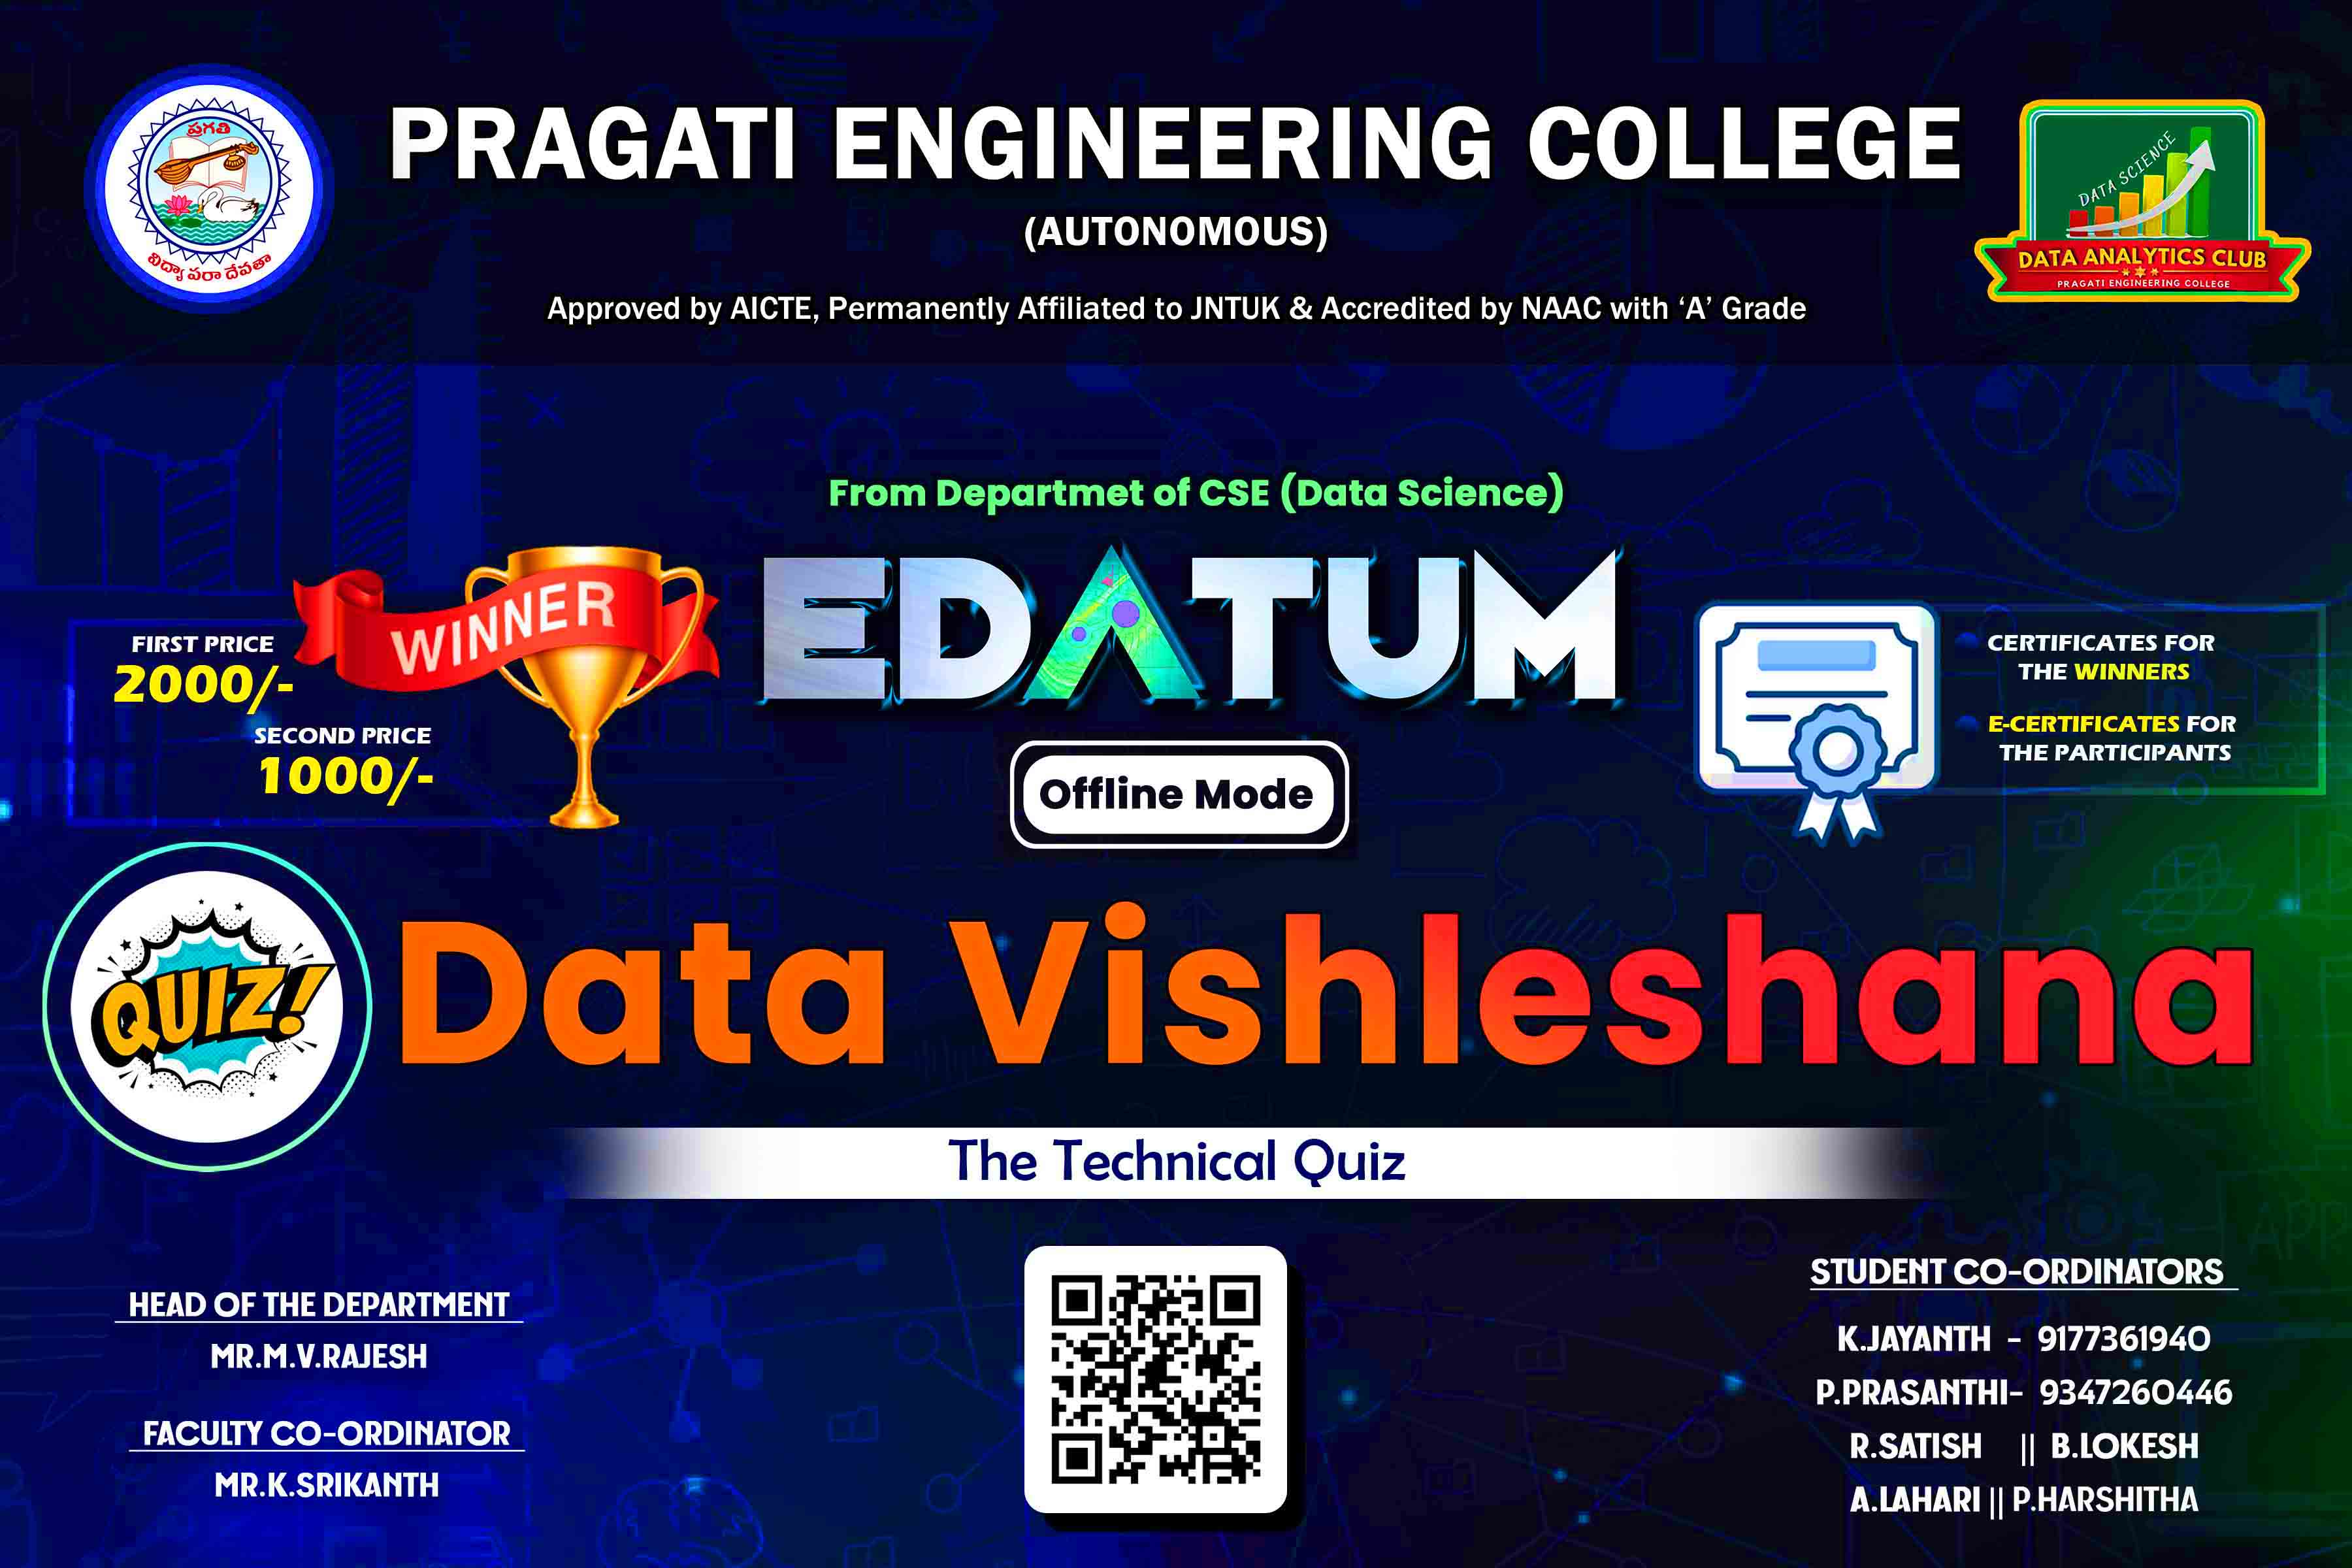 ప్రగతి
విద్యా పరా దేవతా
PRAGATI ENGINEERING COLLEGE
(AUTONOMOUS)
Approved by AICTE, Permanently Affiliated to JNTUK & Accredited by NAAC with ‘A’ Grade
DATA SCIENCE
DATA ANALYTICS CLUB
PRAGATI ENGINEERING COLLEGE
From Departmet of CSE (Data Science)
EDATUM
Offline Mode
WINNER
FIRST PRICE
2000/-
SECOND PRICE
1000/-
CERTIFICATES FOR
THE WINNERS
E-CERTIFICATES FOR
THE PARTICIPANTS
QUIZ!
Data Vishleshana
The Technical Quiz
HEAD OF THE DEPARTMENT
MR.M.V.RAJESH
FACULTY CO-ORDINATOR
MR.K.SRIKANTH
STUDENT CO-ORDINATORS
K.JAYANTH - 9177361940
P.PRASANTHI- 9347260446
R.SATISH || B.LOKESH
A.LAHARI || P.HARSHITHA